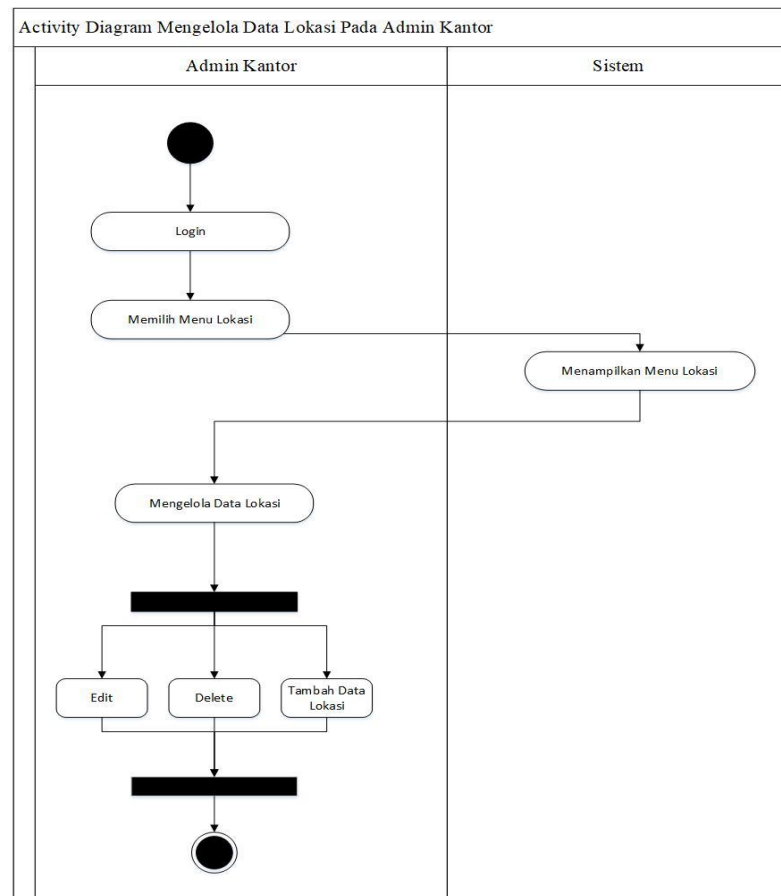 Activity Diagram Mengelola Data Lokasi Pada Admin Kantor
Admin Kantor
Sistem
Login
Memilih Menu Lokasi
Menampilkan Menu Lokasi
Mengelola Data Lokasi
Edit
Delete
Tambah Data
Lokasi